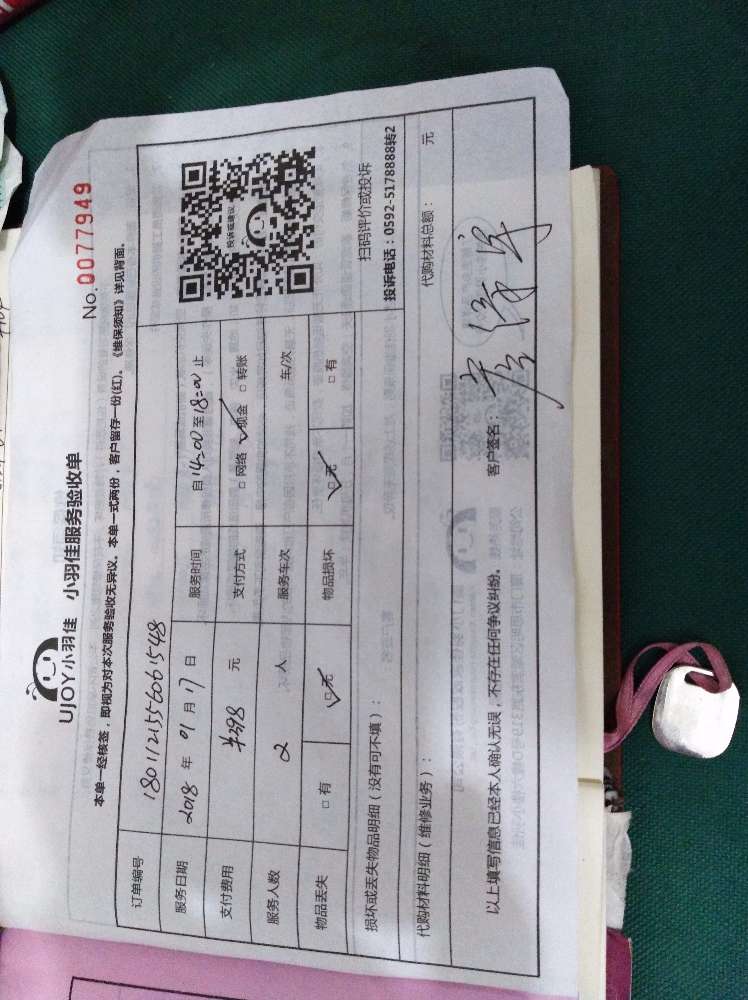 UJOY小羽佳 小羽佳服务验收单
No.0077949
本单一经核签，即视为对本次服务验收无异议。本单一式两份，客户留存一份(红)。《维保须知》详见背面。
订单编号 1801121556061548
服务日期 2018 年 01 月 17 日 服务时间 自 14:00 至 18:00 止
支付费用 ¥398 元 支付方式 □ 网络 ☑ 现金 □ 转账
服务人数 2 人 服务车次 车/次
物品丢失 □ 有 ☑ 无 物品损坏 ☑ 无 □ 有
投诉或建议
扫码评价或投诉
损坏或丢失物品明细（没有可不填）：
投诉电话：0592-5178888转2
代购材料明细（维修业务）： 代购材料总额： 元
以上填写信息已经本人确认无误，不存在任何争议纠纷。 客户签名：